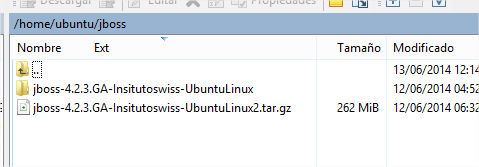 Descargar Editar Propiedades
/home/ubuntu/jboss
Nombre Ext Tamaño Modificado
.. 13/06/2014 12:14
jboss-4.2.3.GA-Insitutoswiss-UbuntuLinux 12/06/2014 04:52
jboss-4.2.3.GA-Insitutoswiss-UbuntuLinux2.tar.gz 262 MiB 12/06/2014 06:32